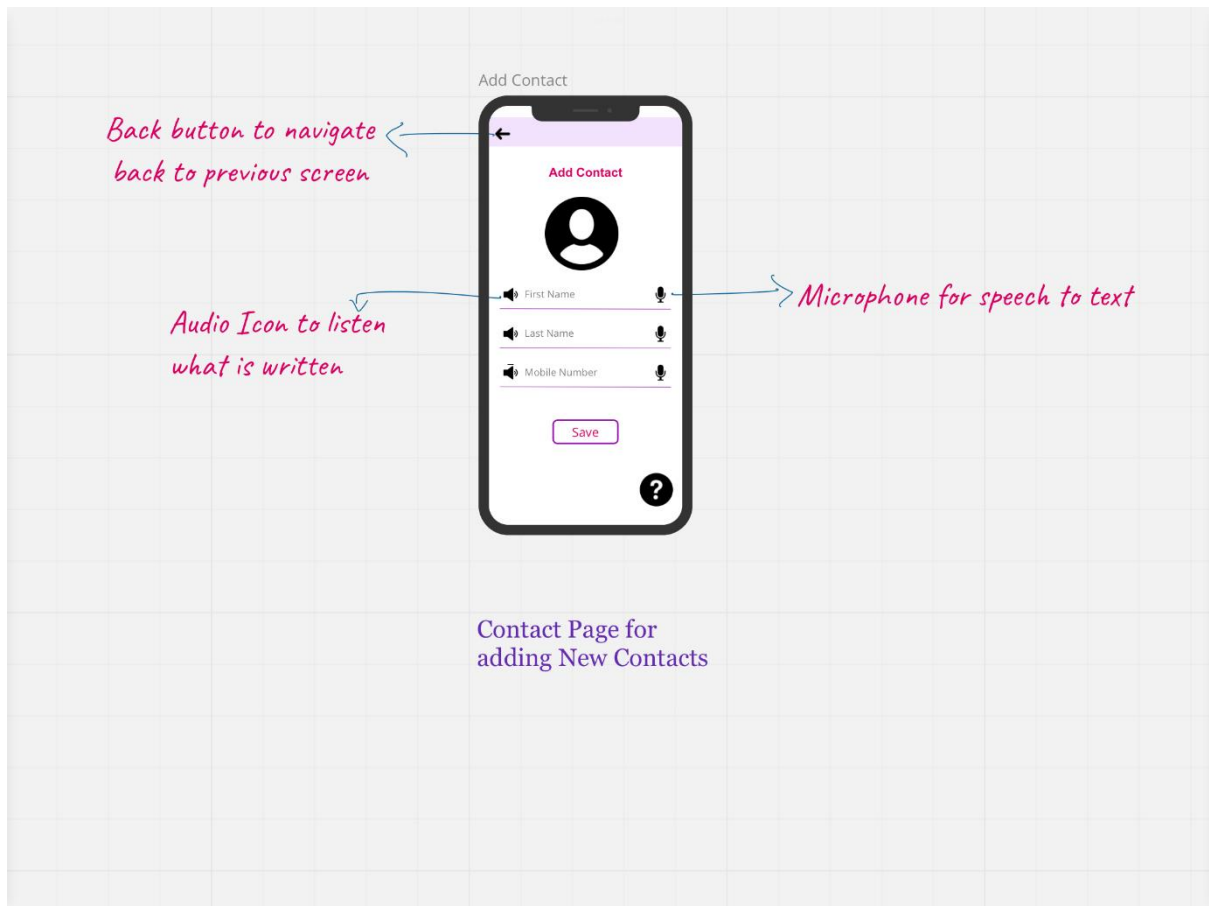 Add Contact
Back button to navigate
back to previous screen
Add Contact
First Name
Microphone for speech to text
Audio Icon to listen
what is written
Last Name
Mobile Number
Save
?
Contact Page for
adding New Contacts